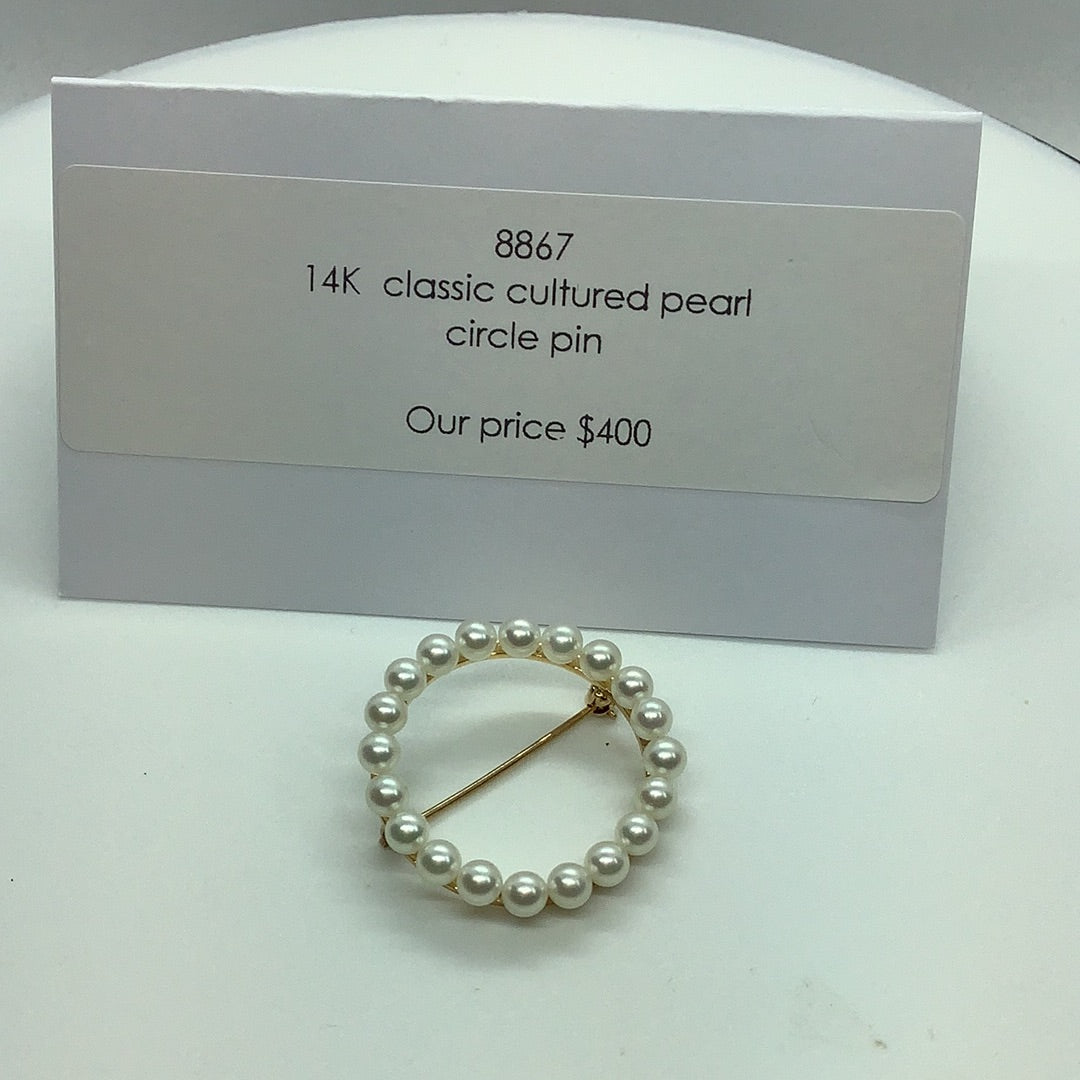 8867
14K classic cultured pearl
circle pin
Our price $400